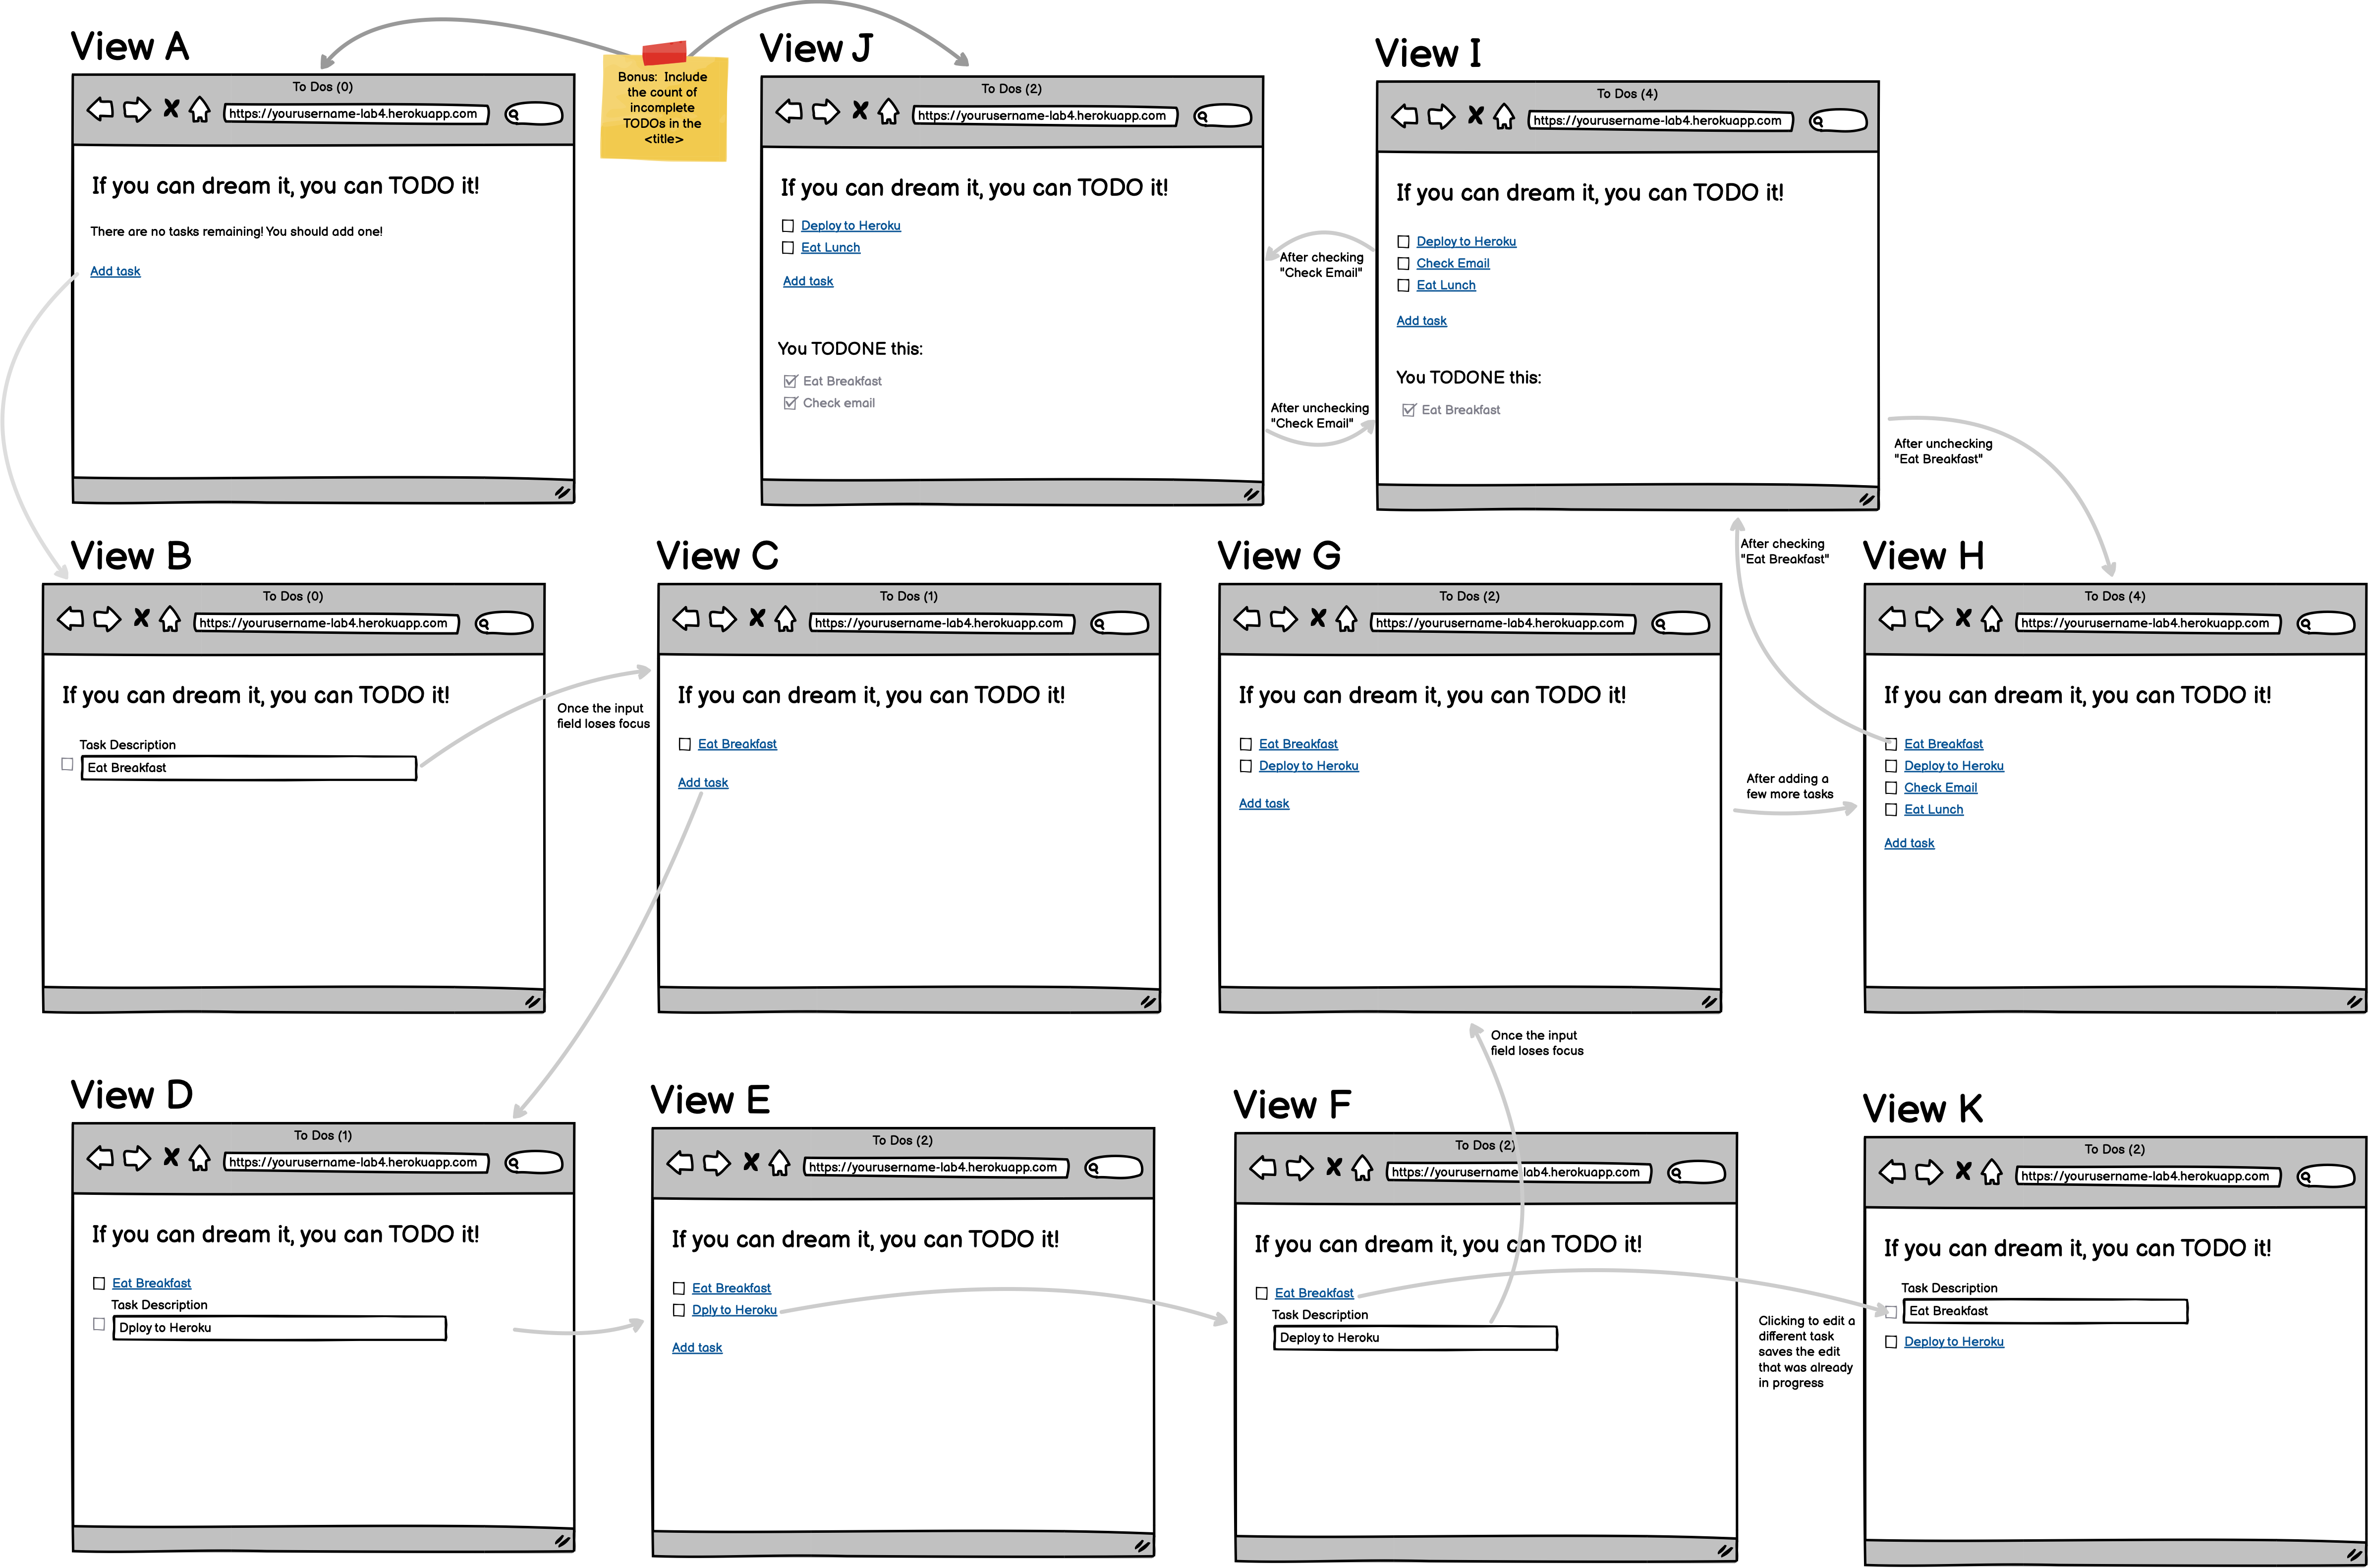 View A
To Dos (0)
https://yourusername-lab4.herokuapp.com
If you can dream it, you can TODO it!
There are no tasks remaining! You should add one!
Add task
Bonus: Include
the count of
incomplete
TODOs in the
<title>
View J
To Dos (2)
https://yourusername-lab4.herokuapp.com
If you can dream it, you can TODO it!
Deploy to Heroku
Eat Lunch
Add task
You TODONE this:
Eat Breakfast
Check email
After checking
"Check Email"
After unchecking
"Check Email"
View I
To Dos (4)
https://yourusername-lab4.herokuapp.com
If you can dream it, you can TODO it!
Deploy to Heroku
Check Email
Eat Lunch
Add task
You TODONE this:
Eat Breakfast
After unchecking
"Eat Breakfast"
View B
To Dos (0)
https://yourusername-lab4.herokuapp.com
If you can dream it, you can TODO it!
Task Description
Eat Breakfast
Once the input
field loses focus
View C
To Dos (1)
https://yourusername-lab4.herokuapp.com
If you can dream it, you can TODO it!
Eat Breakfast
Add task
View G
To Dos (2)
https://yourusername-lab4.herokuapp.com
If you can dream it, you can TODO it!
Eat Breakfast
Deploy to Heroku
Add task
After checking
"Eat Breakfast"
After adding a
few more tasks
View H
To Dos (4)
https://yourusername-lab4.herokuapp.com
If you can dream it, you can TODO it!
Eat Breakfast
Deploy to Heroku
Check Email
Eat Lunch
Add task
View D
To Dos (1)
https://yourusername-lab4.herokuapp.com
If you can dream it, you can TODO it!
Eat Breakfast
Task Description
Dploy to Heroku
View E
To Dos (2)
https://yourusername-lab4.herokuapp.com
If you can dream it, you can TODO it!
Eat Breakfast
Dply to Heroku
Add task
Once the input
field loses focus
View F
To Dos (2)
https://yourusername-lab4.herokuapp.com
If you can dream it, you can TODO it!
Eat Breakfast
Task Description
Deploy to Heroku
Clicking to edit a
different task
saves the edit
that was already
in progress
View K
To Dos (2)
https://yourusername-lab4.herokuapp.com
If you can dream it, you can TODO it!
Task Description
Eat Breakfast
Deploy to Heroku